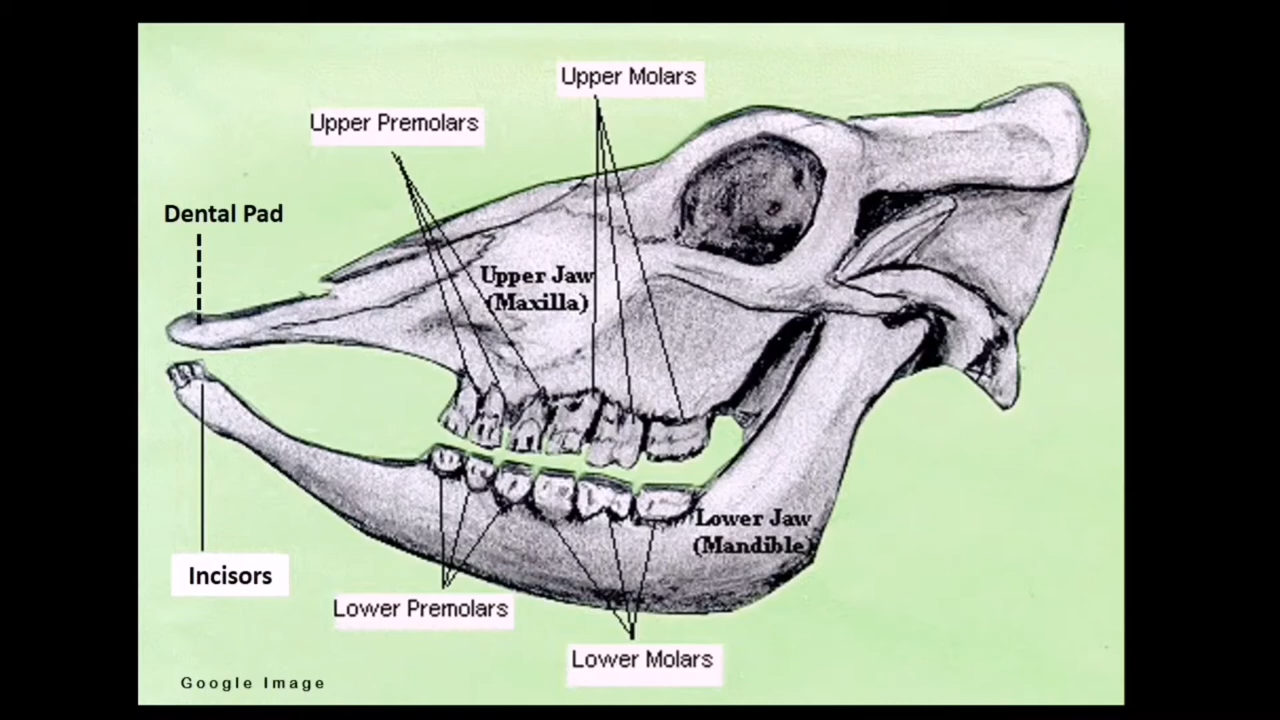 Upper Molars
Upper Premolars
Dental Pad
Upper Jaw
(Maxilla)
Lower Jaw
(Mandible)
Incisors
Lower Premolars
Lower Molars
Google Image